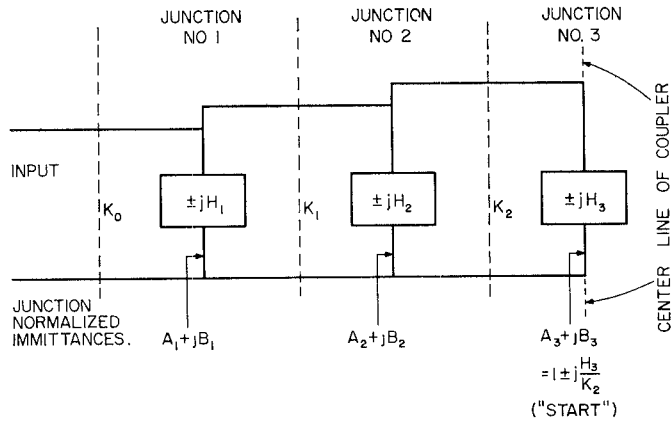 JUNCTION
NO 1
JUNCTION
NO 2
JUNCTION
NO. 3
CENTER LINE OF COUPLER
INPUT
K₀
±jH₁
K₁
±jH₂
K₂
±jH₃
JUNCTION
NORMALIZED
IMMITTANCES.
A₁+jB₁
A₂+jB₂
A₃+jB₃
=1±j H₃/K₂
("START")